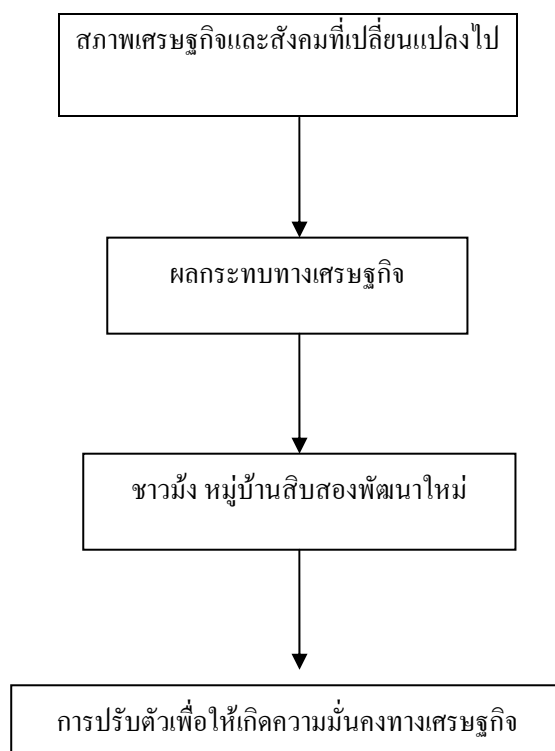 สภาพเศรษฐกิจและสังคมที่เปลี่ยนแปลงไป
ผลกระทบทางเศรษฐกิจ
ชาวม้ง หมู่บ้านสิบสองพัฒนาใหม่
การปรับตัวเพื่อให้เกิดความมั่นคงทางเศรษฐกิจ